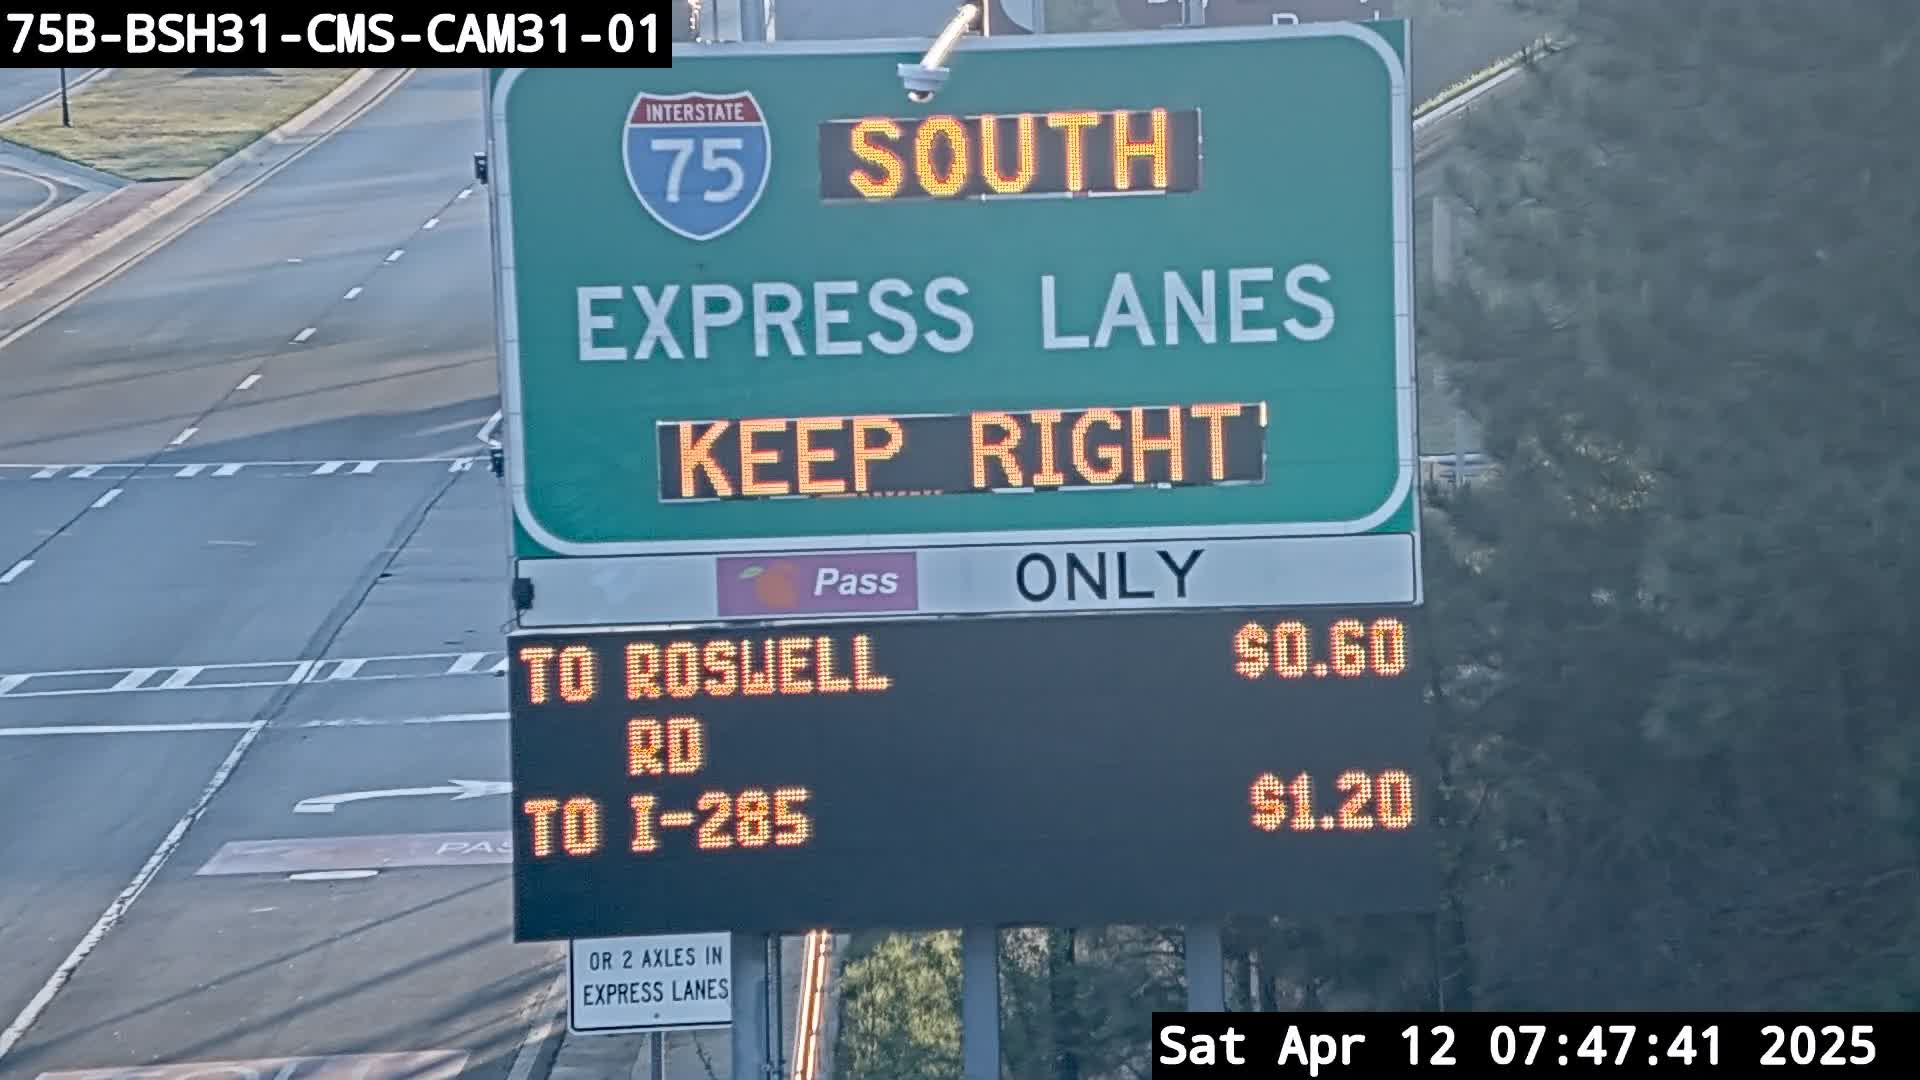 75B-BSH31-CMS-CAM31-01
INTERSTATE
75
SOUTH
EXPRESS LANES
KEEP RIGHT
Pass ONLY
TO ROSWELL $0.60
RD
TO I-285 $1.20
OR 2 AXLES IN
EXPRESS LANES
Sat Apr 12 07:47:41 2025